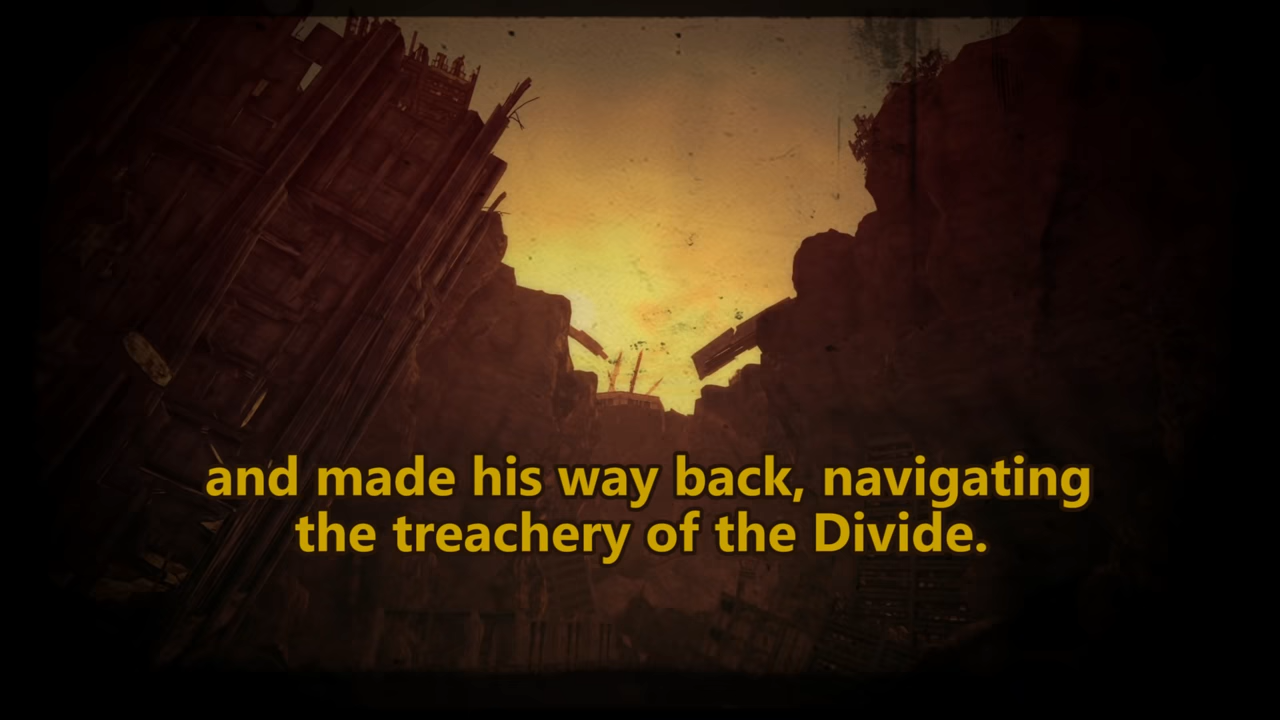 and made his way back, navigating
the treachery of the Divide.